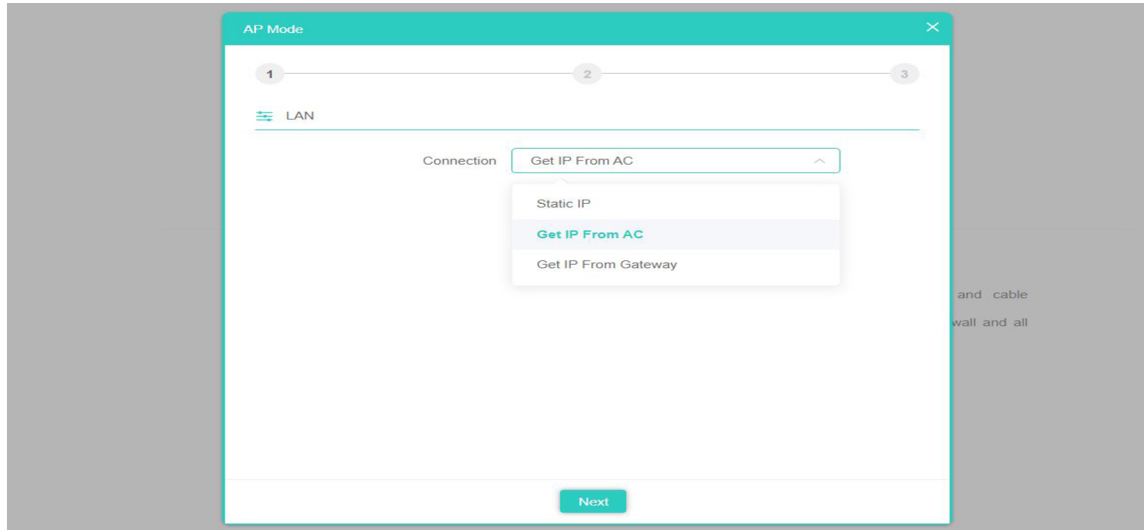 AP Mode
1 2 3
LAN
Connection Get IP From AC
Static IP
Get IP From AC
Get IP From Gateway
and cable
wall and all
Next